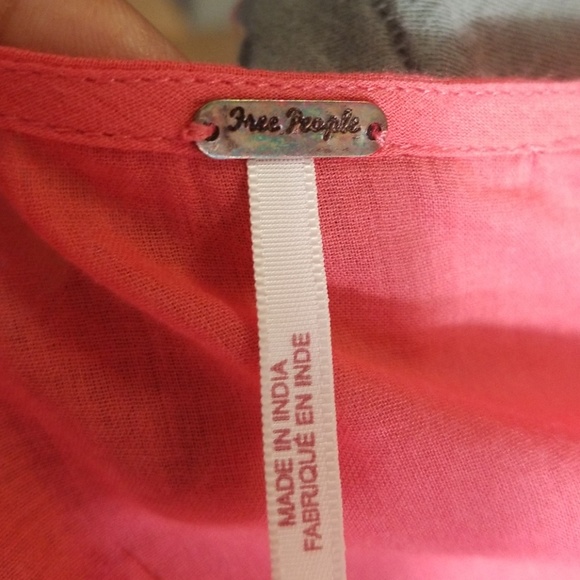 Free People
MADE IN INDIA
FABRIQUÉ EN INDE